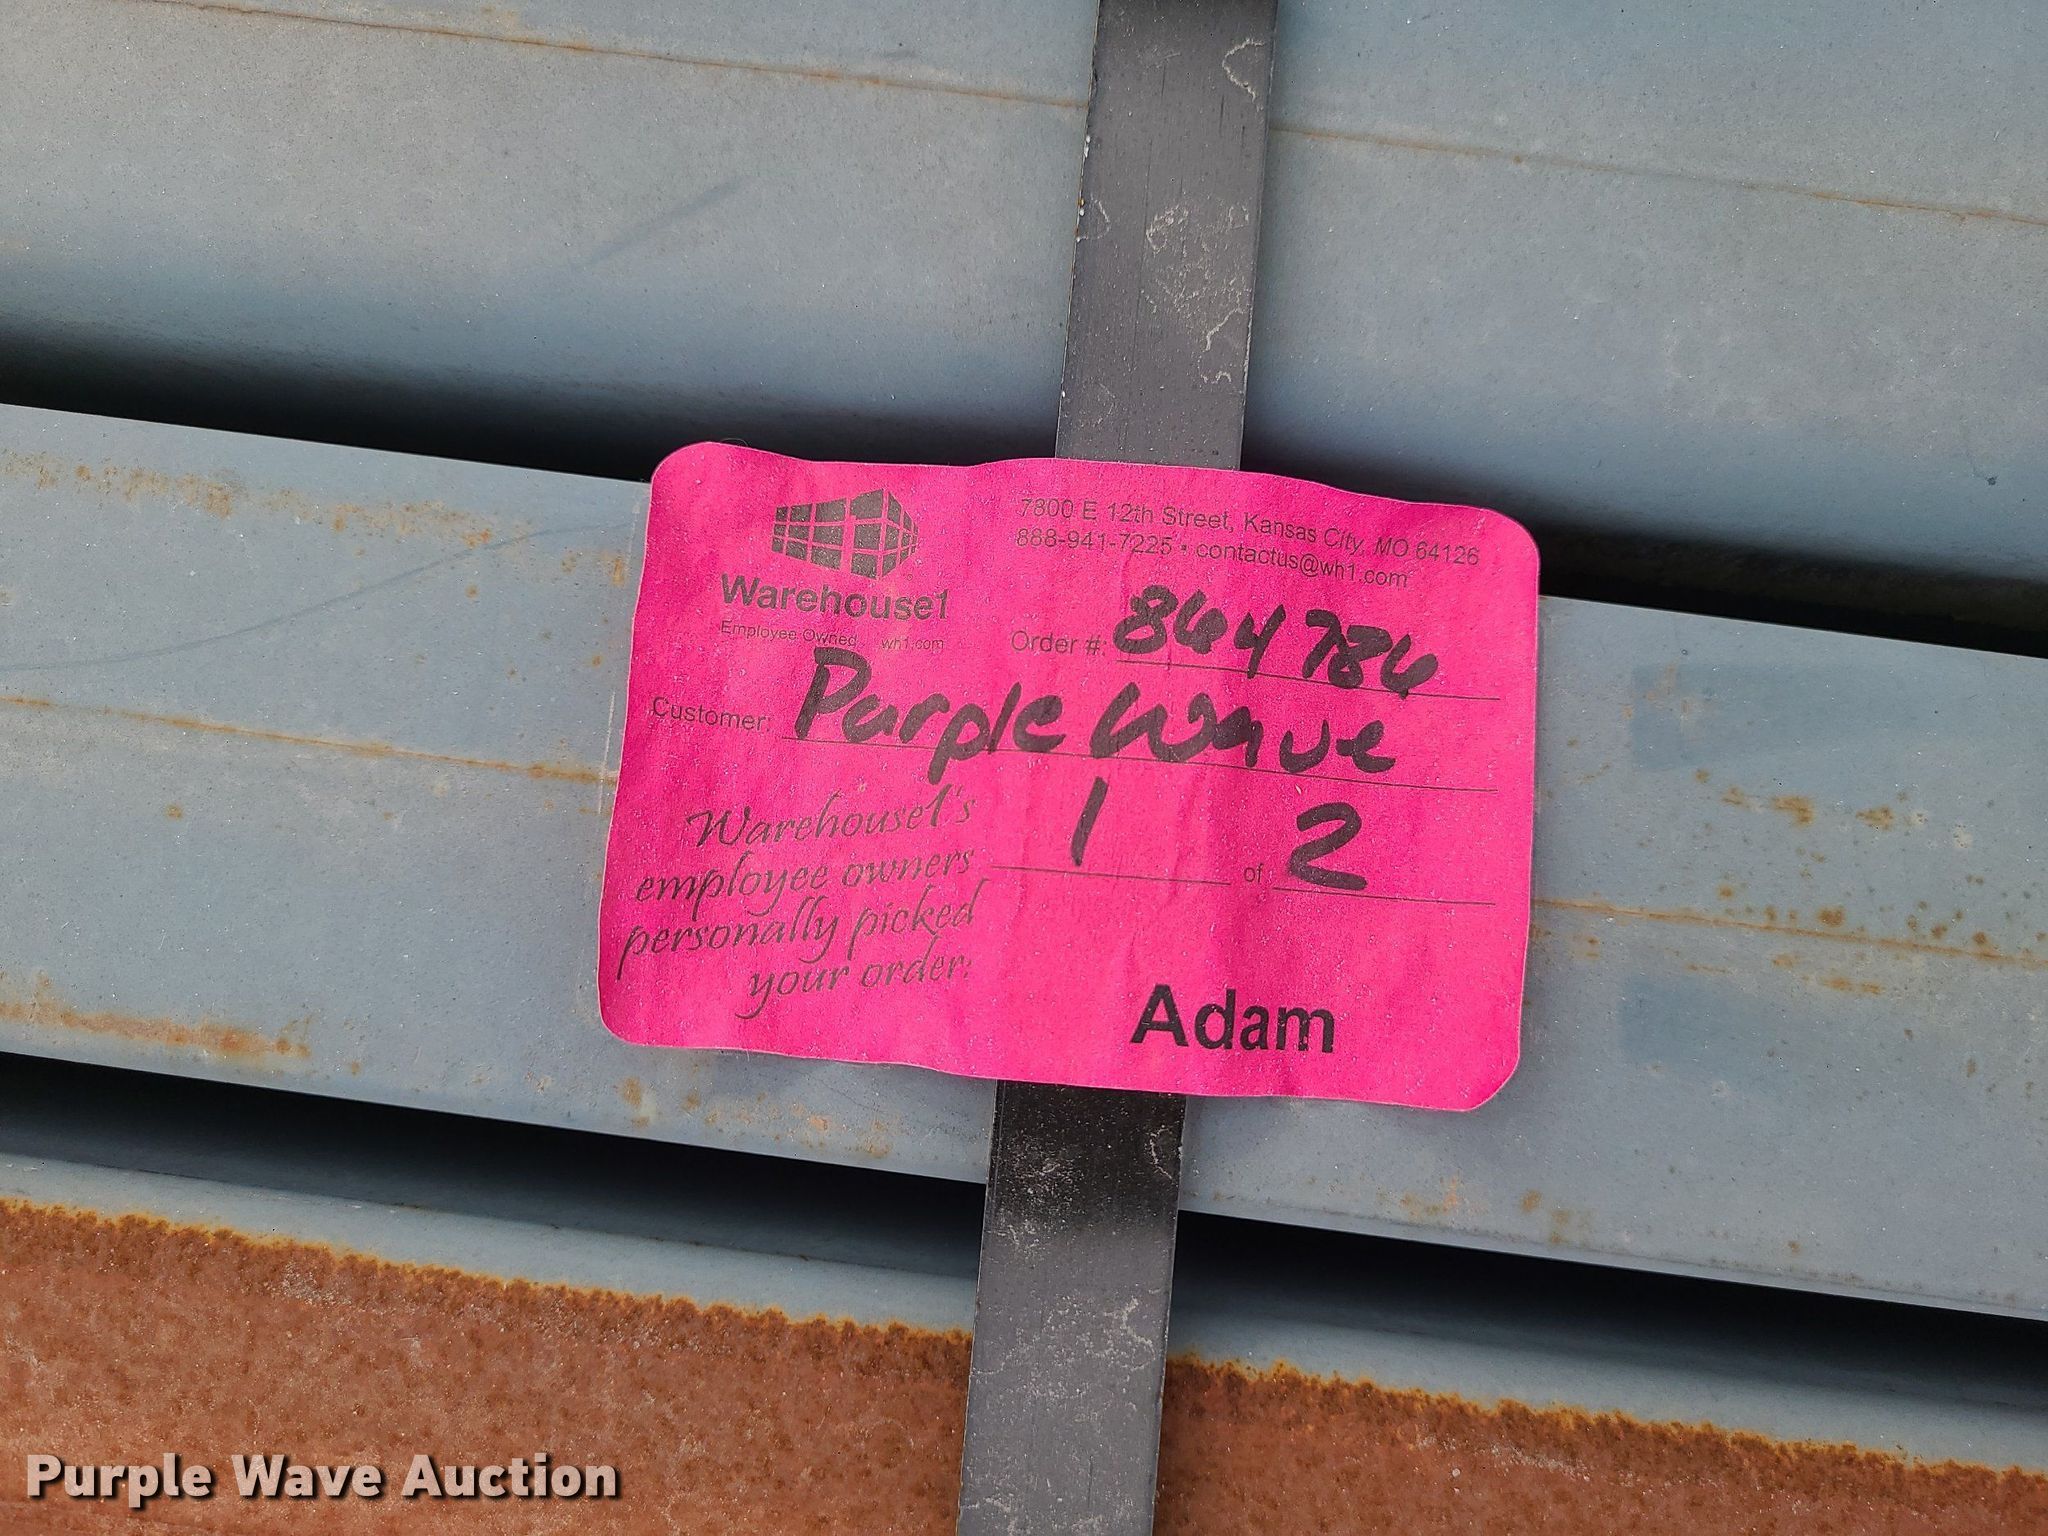 7800 E 12th Street, Kansas City, MO 64126
888-941-7225 • contactus@wh1.com
Warehouse1
Employee Owned wh1.com
Order #: 844786
Customer: Purple Wave
1 of 2
Warehouse1's
employee owners
personally picked
your order:
Adam
Purple Wave Auction